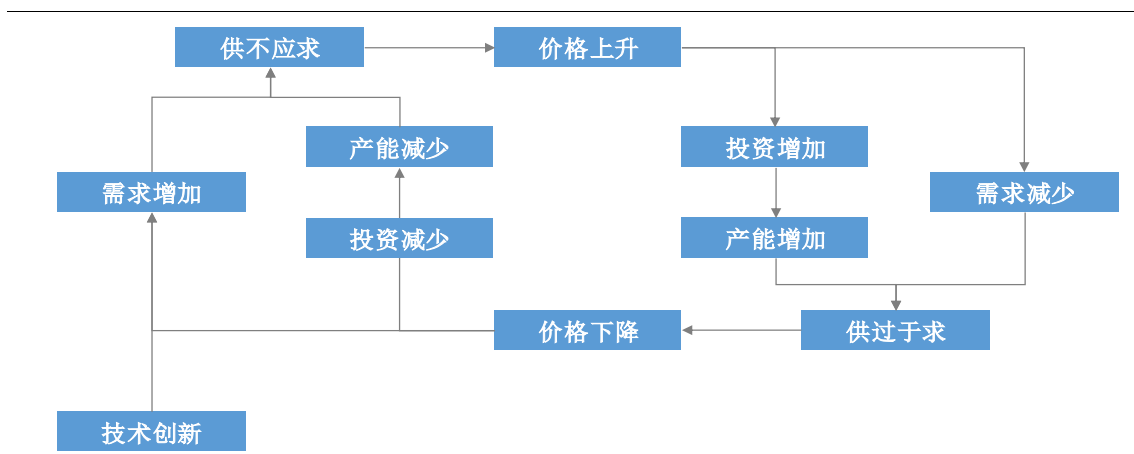 供不应求
价格上升
产能减少
投资增加
需求增加
需求减少
投资减少
产能增加
价格下降
供过于求
技术创新